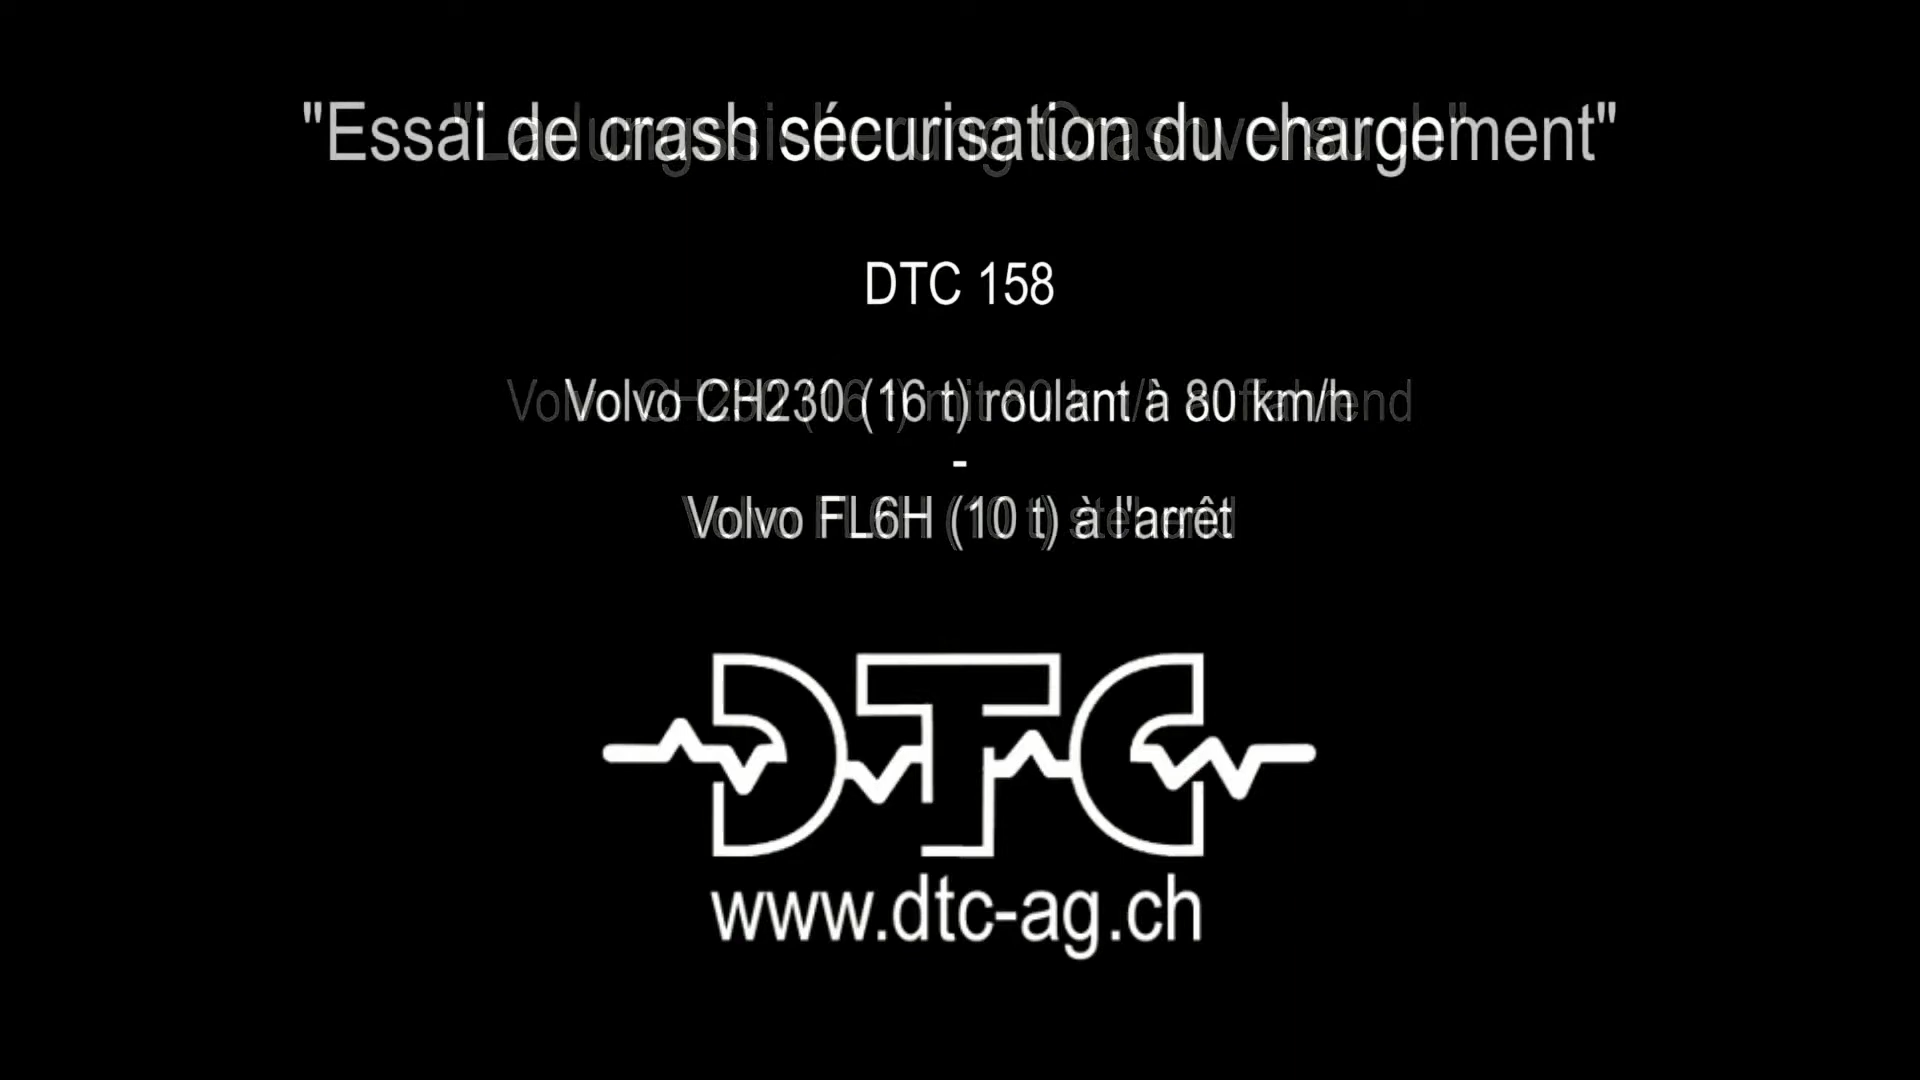 "Essai de crash sécurisation du chargement"
DTC 158
Volvo CH230 (16 t) roulant à 80 km/h
-
Volvo FL6H (10 t) à l'arrêt
DTC
www.dtc-ag.ch